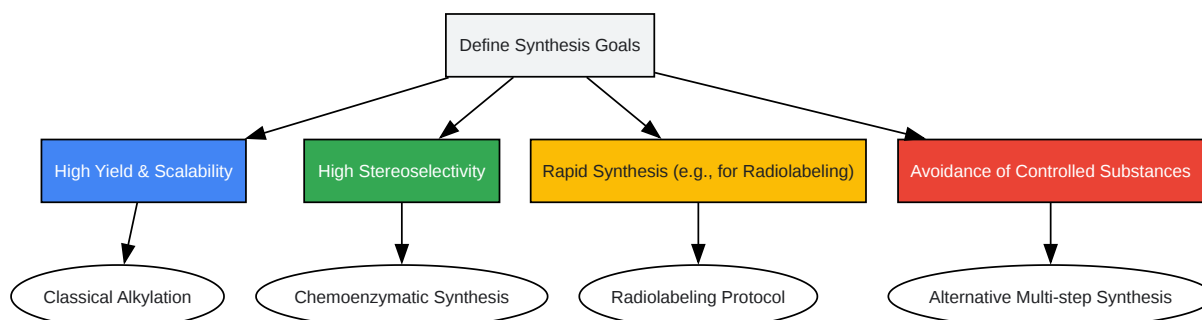 Define Synthesis Goals
High Yield & Scalability
High Stereoselectivity
Rapid Synthesis (e.g., for Radiolabeling)
Avoidance of Controlled Substances
Classical Alkylation
Chemoenzymatic Synthesis
Radiolabeling Protocol
Alternative Multi-step Synthesis